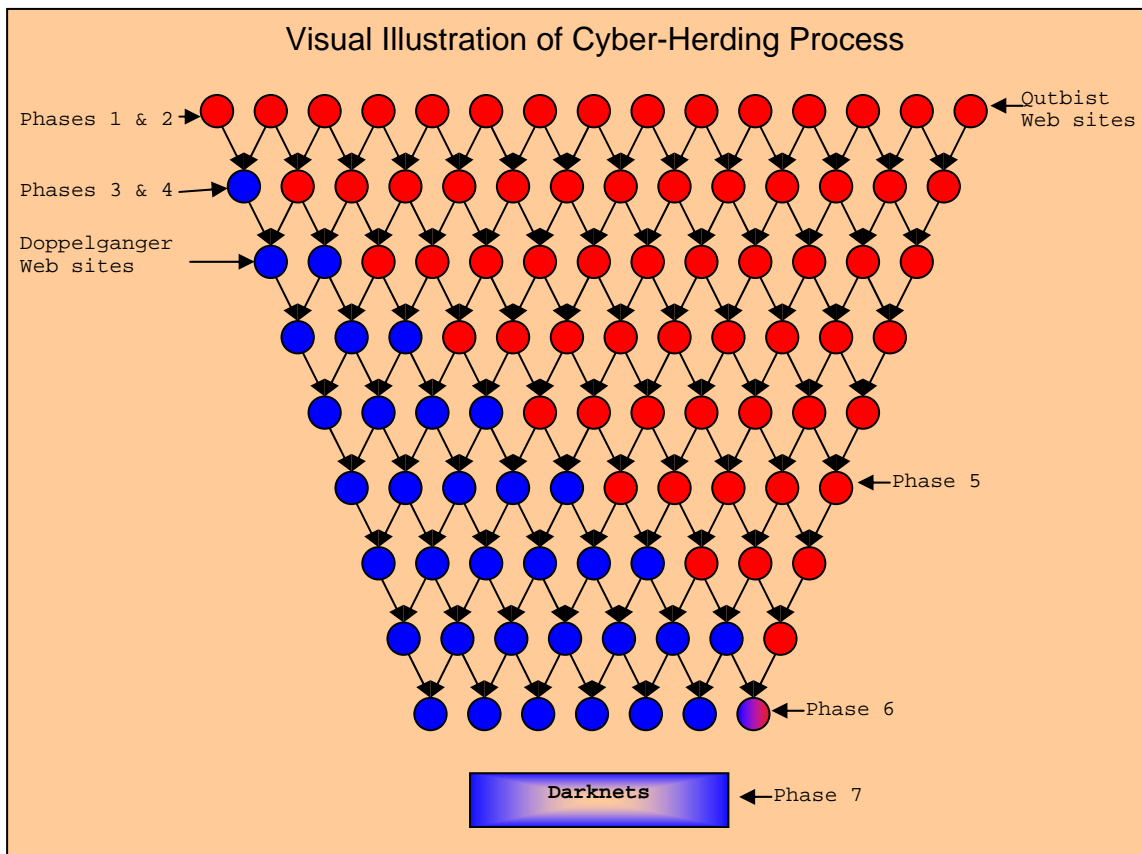 Visual Illustration of Cyber-Herding Process
Phases 1 & 2
Qutbist
Web sites
Phases 3 & 4
Doppelganger
Web sites
Phase 5
Phase 6
Darknets
Phase 7